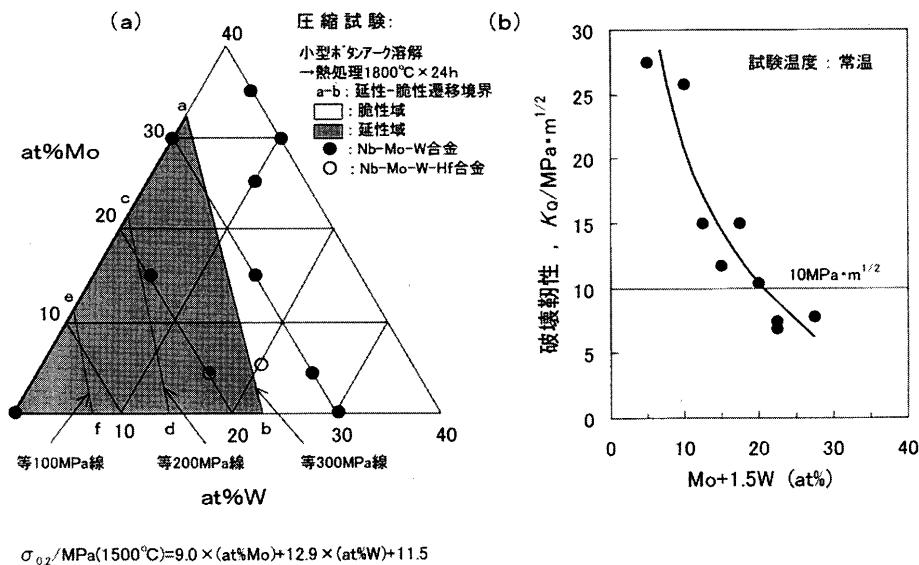 (a)
圧縮試験:
小型ボタンアーク溶解
→熱処理1800℃×24h
a-b:延性-脆性遷移境界
:脆性域
:延性域
:Nb-Mo-W合金
:Nb-Mo-W-Hf合金
40
a
30
at%Mo
20
c
10
e
f
10
d
20
b
30
40
等100MPa線
等200MPa線
等300MPa線
at%W
σ0.2/MPa(1500℃)=9.0×(at%Mo)+12.9×(at%W)+11.5
(b)
試験温度:常温
破壊靭性, KQ/MPa・m1/2
30
25
20
15
10
5
0
10MPa・m1/2
0 10 20 30 40
Mo+1.5W (at%)